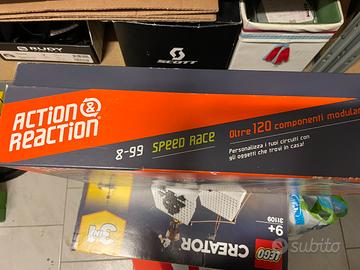 RUDY
SCOTT
ACTION &
REACTION
8-99 SPEED RACE
Oltre 120 componenti modular
Personalizza i tuoi circuiti con
gli oggetti che trovi in casa!
LEGO
CREATOR
3in1
9+
31109
subito